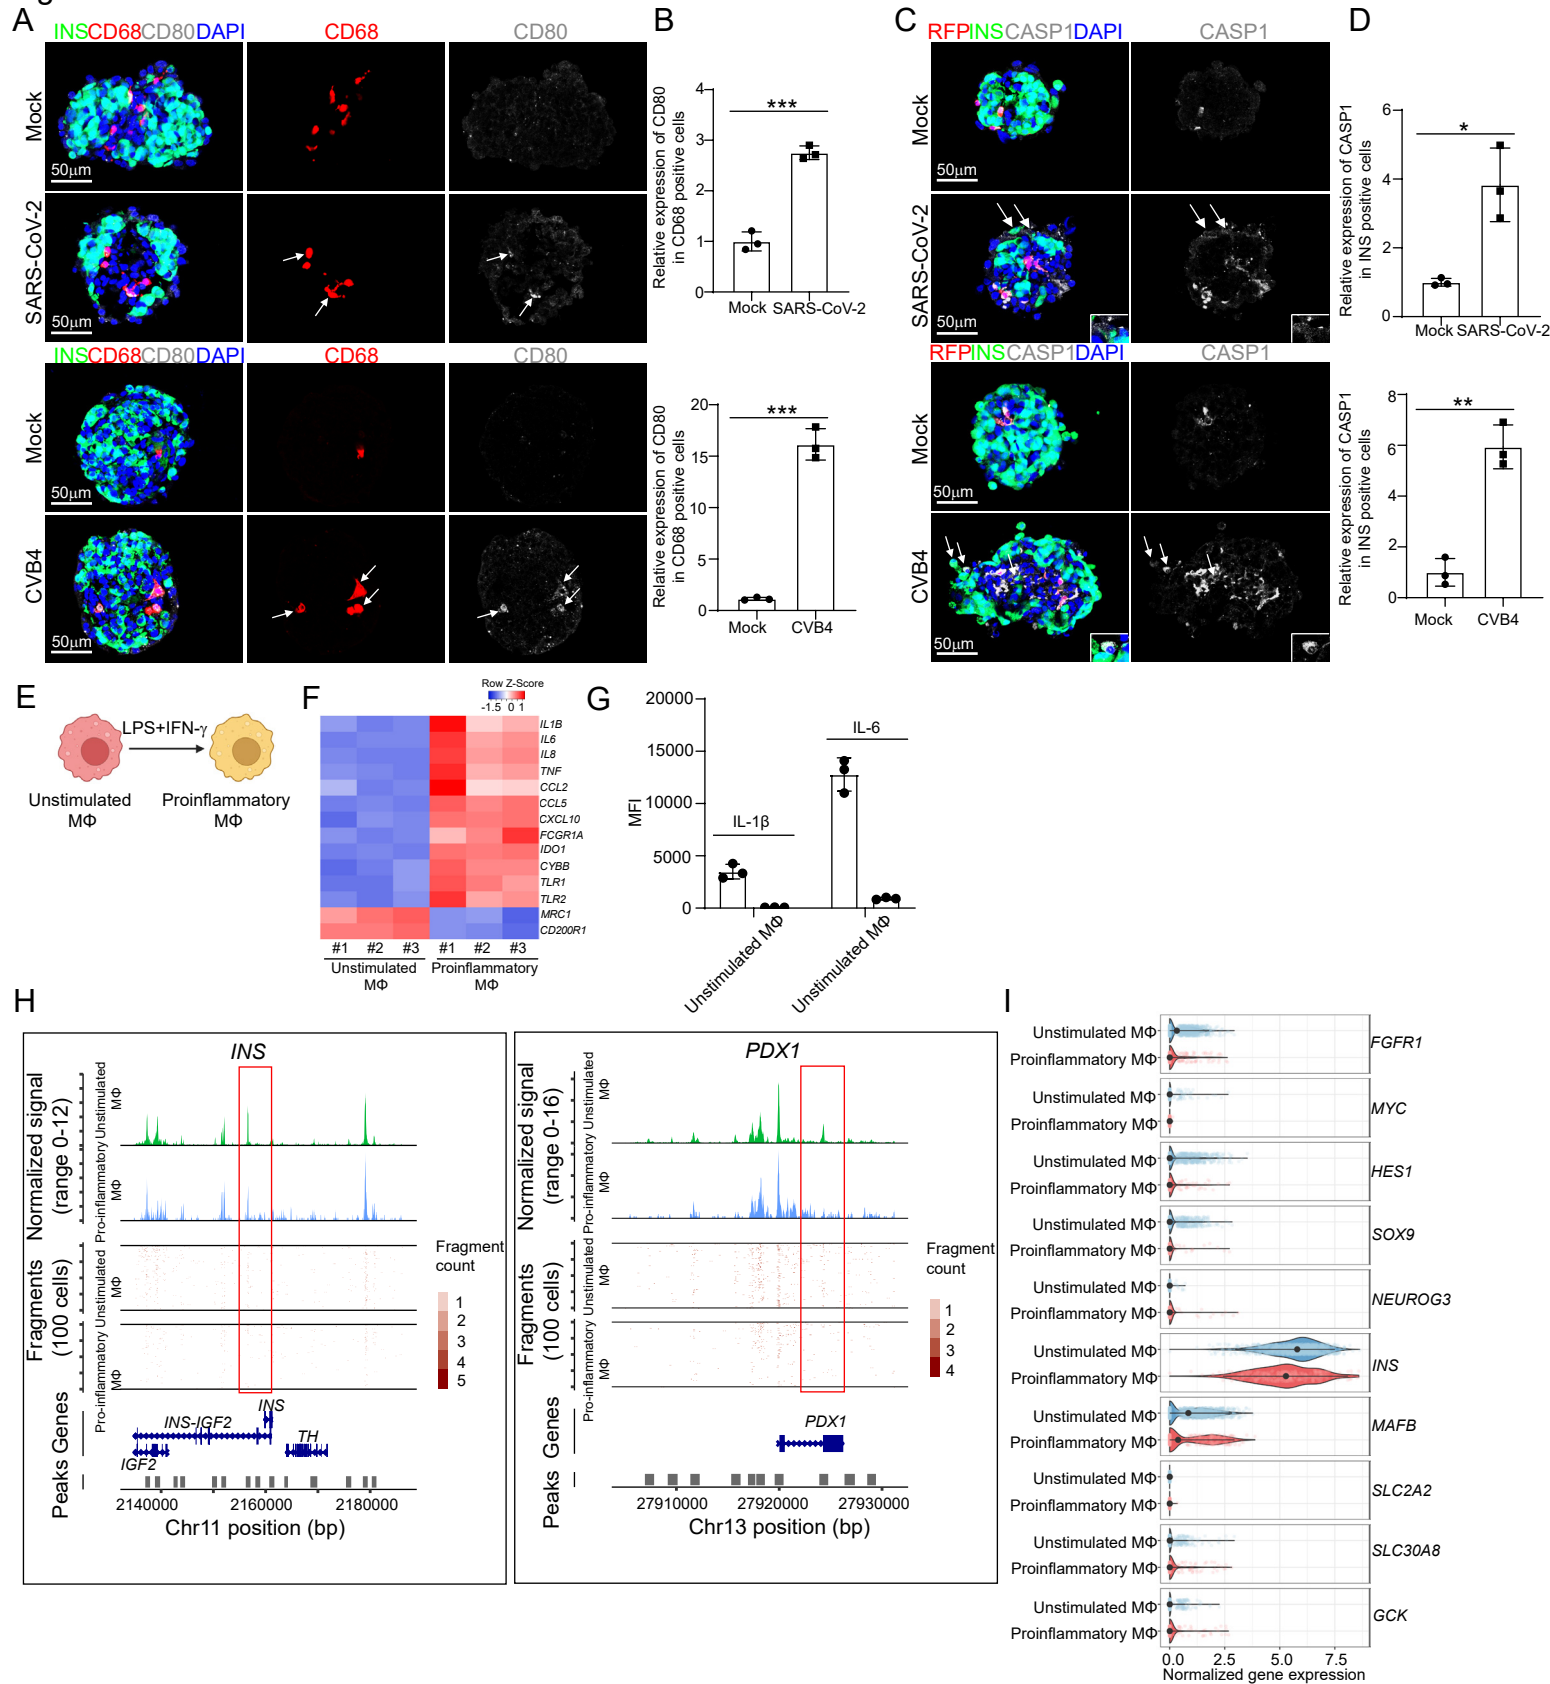 A
B
C
D
INSCD68CD80DAPI
CD68
CD80
RFPINSCASP1DAPI
CASP1
Mock
50μm
SARS-CoV-2
50μm
Relative expression of CD80
in CD68 positive cells
4
3
2
1
0
***
Mock SARS-CoV-2
Mock
50μm
SARS-CoV-2
50μm
Relative expression of CASP1
in INS positive cells
6
4
2
0
*
Mock SARS-CoV-2
INSCD68CD80DAPI
CD68
CD80
RFPINSCASP1DAPI
CASP1
Mock
50μm
CVB4
50μm
Relative expression of CD80
in CD68 positive cells
20
15
10
5
0
***
Mock CVB4
Mock
50μm
CVB4
50μm
Relative expression of CASP1
in INS positive cells
8
6
4
2
0
**
Mock CVB4
E
LPS+IFN-γ
Unstimulated
MΦ
Proinflammatory
MΦ
F
Row Z-Score
-1.5 0 1
IL1B
IL6
IL8
TNF
CCL2
CCL5
CXCL10
FCGR1A
IDO1
CYBB
TLR1
TLR2
MRC1
CD200R1
#1 #2 #3 #1 #2 #3
Unstimulated
MΦ
Proinflammatory
MΦ
G
MFI
20000
15000
10000
5000
0
IL-1β
IL-6
Unstimulated MΦ
Unstimulated MΦ
H
INS
Normalized signal
(range 0-12)
Unstimulated
MΦ
Pro-inflammatory
MΦ
Fragments
(100 cells)
Unstimulated
MΦ
Pro-inflammatory
MΦ
Fragment
count
1
2
3
4
5
Genes
INS
INS-IGF2
TH
IGF2
Peaks
2140000 2160000 2180000
Chr11 position (bp)
PDX1
Normalized signal
(range 0-16)
Unstimulated
MΦ
Pro-inflammatory
MΦ
Fragments
(100 cells)
Unstimulated
MΦ
Pro-inflammatory
MΦ
Fragment
count
1
2
3
4
Genes
PDX1
Peaks
27910000 27920000 27930000
Chr13 position (bp)
I
Unstimulated MΦ
Proinflammatory MΦ
FGFR1
Unstimulated MΦ
Proinflammatory MΦ
MYC
Unstimulated MΦ
Proinflammatory MΦ
HES1
Unstimulated MΦ
Proinflammatory MΦ
SOX9
Unstimulated MΦ
Proinflammatory MΦ
NEUROG3
Unstimulated MΦ
Proinflammatory MΦ
INS
Unstimulated MΦ
Proinflammatory MΦ
MAFB
Unstimulated MΦ
Proinflammatory MΦ
SLC2A2
Unstimulated MΦ
Proinflammatory MΦ
SLC30A8
Unstimulated MΦ
Proinflammatory MΦ
GCK
0.0 2.5 5.0 7.5
Normalized gene expression